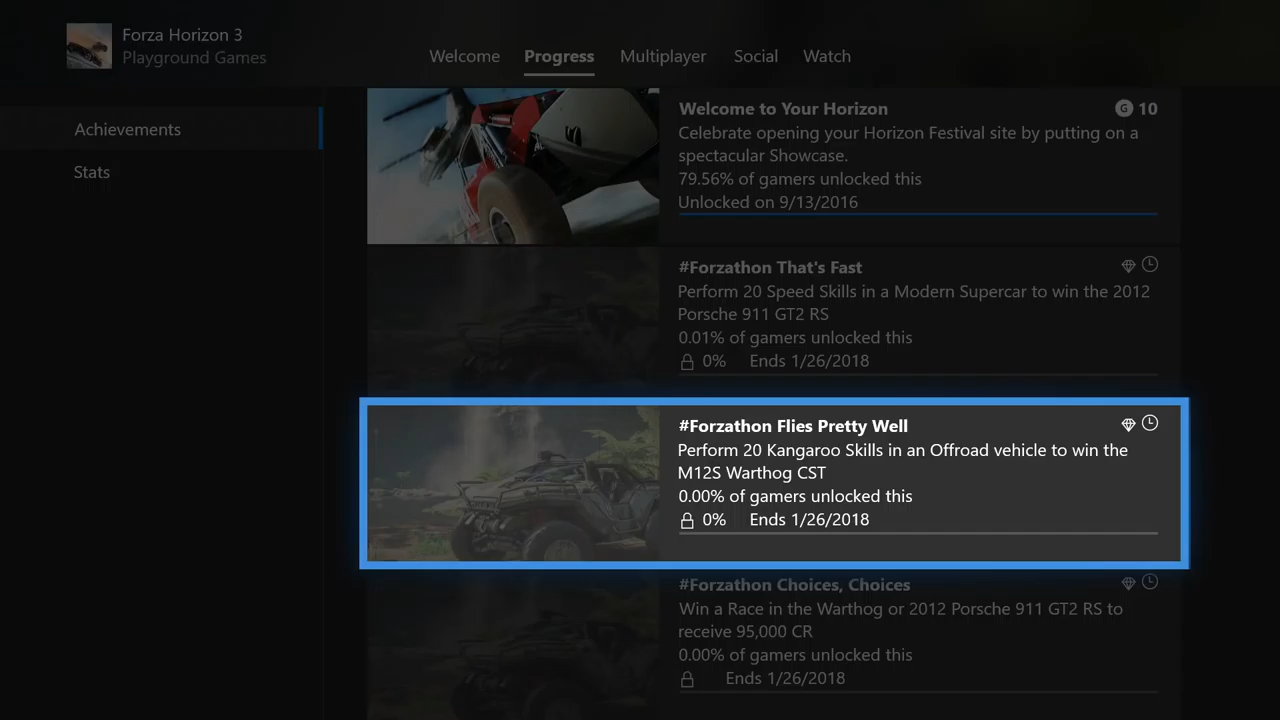 Forza Horizon 3
Playground Games
Welcome
Progress
Multiplayer
Social
Watch
Achievements
Stats
Welcome to Your Horizon
G 10
Celebrate opening your Horizon Festival site by putting on a
spectacular Showcase.
79.56% of gamers unlocked this
Unlocked on 9/13/2016
#Forzathon That's Fast
Perform 20 Speed Skills in a Modern Supercar to win the 2012
Porsche 911 GT2 RS
0.01% of gamers unlocked this
0% Ends 1/26/2018
#Forzathon Flies Pretty Well
Perform 20 Kangaroo Skills in an Offroad vehicle to win the
M12S Warthog CST
0.00% of gamers unlocked this
0% Ends 1/26/2018
#Forzathon Choices, Choices
Win a Race in the Warthog or 2012 Porsche 911 GT2 RS to
receive 95,000 CR
0.00% of gamers unlocked this
Ends 1/26/2018